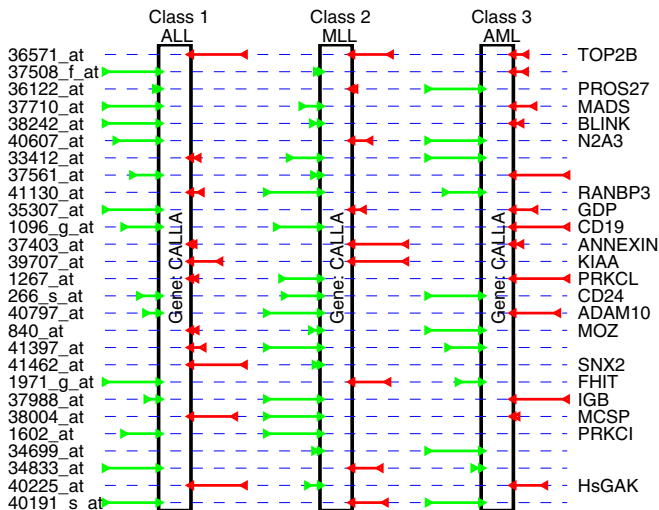 Class 1 Class 2 Class 3
ALL MLL AML
36571_at TOP2B
37508_f_at
36122_at PROS27
37710_at MADS
38242_at BLINK
40607_at N2A3
33412_at
37561_at
41130_at RANBP3
35307_at GDP
1096_g_at CD19
37403_at ANNEXIN
39707_at KIAA
1267_at PRKCL
266_s_at CD24
40797_at ADAM10
840_at MOZ
41397_at
41462_at SNX2
1971_g_at FHIT
37988_at IGB
38004_at MCSP
1602_at PRKCI
34699_at
34833_at
40225_at HsGAK
40191_s_at
Gene: CALLA
Gene: CALLA
Gene: CALLA